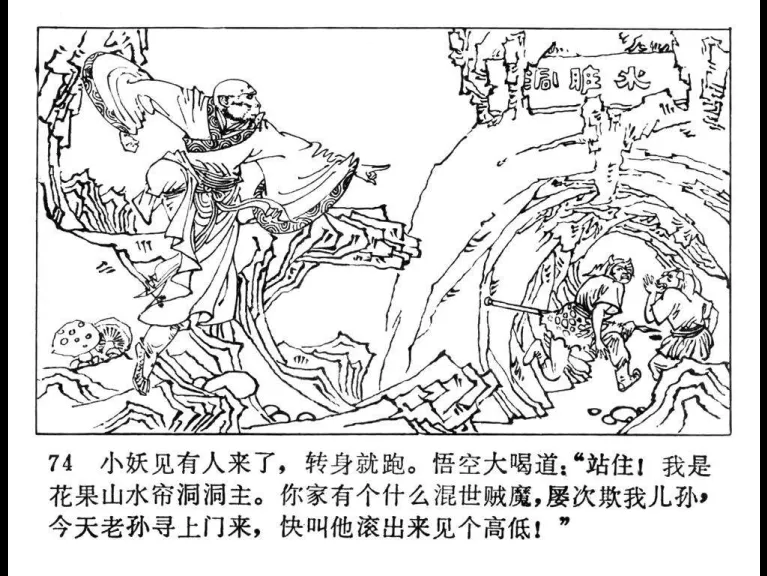 水脏洞
74 小妖见有人来了，转身就跑。悟空大喝道：“站住！我是
花果山水帘洞洞主。你家有个什么混世贼魔，屡次欺我儿孙，
今天老孙寻上门来，快叫他滚出来见个高低！”